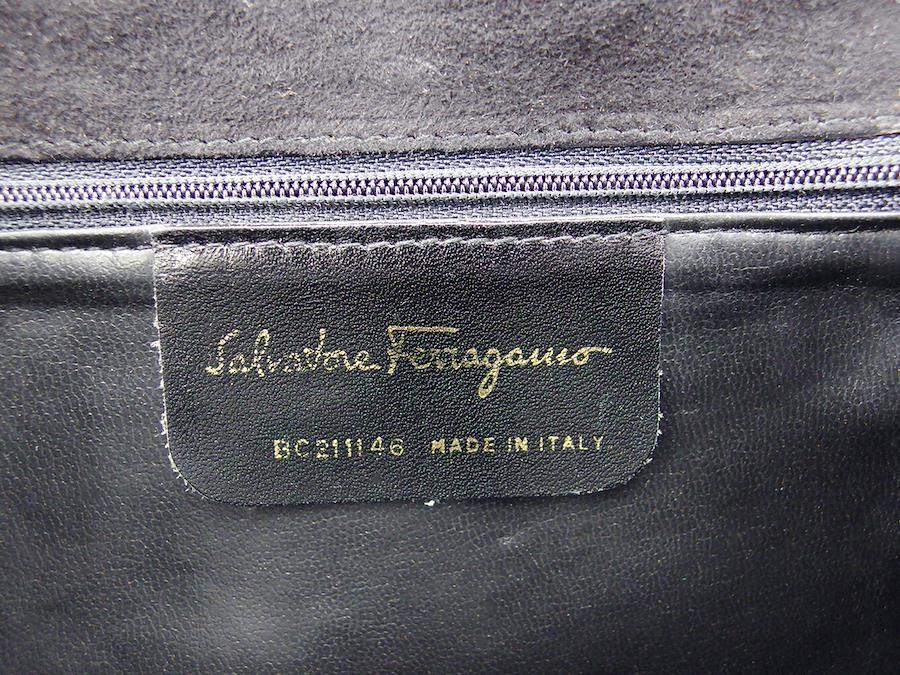 Salvatore Ferragamo
BC211146 MADE IN ITALY